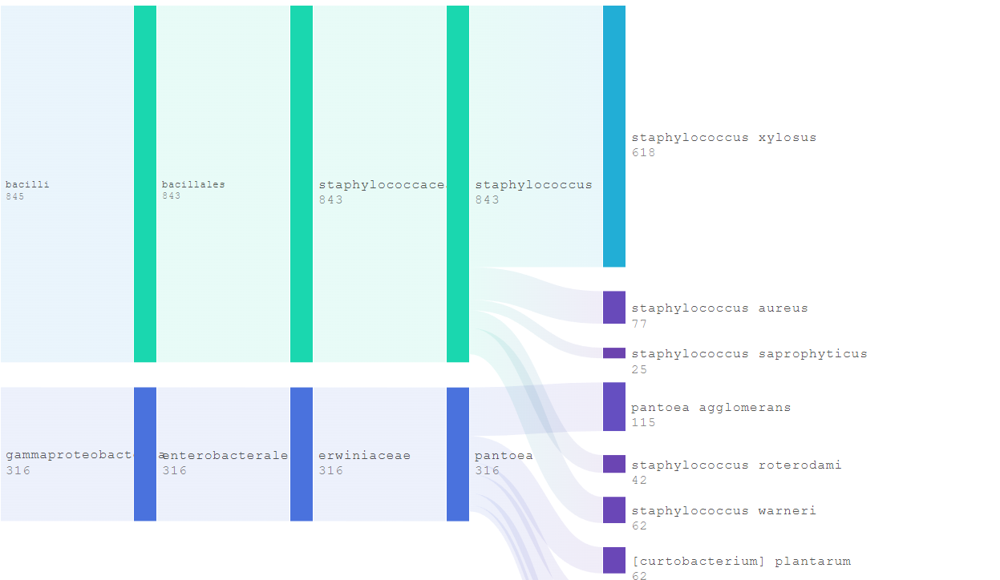 bacilli
845
bacillales
843
staphylococcace
843
staphylococcus
843
gammaproteobact
316
enterobacterale
316
erwiniaceae
316
pantoea
316
staphylococcus xylosus
618
staphylococcus aureus
77
staphylococcus saprophyticus
25
pantoea agglomerans
115
staphylococcus roterodami
42
staphylococcus warneri
62
[curtobacterium] plantarum
62